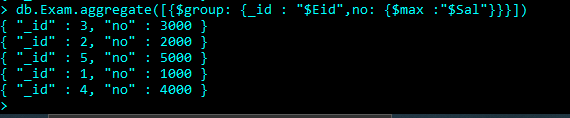 > db.Exam.aggregate([{$group: {_id : "$Eid",no: {$max :"$Sal"}}}])
{ "_id" : 3, "no" : 3000 }
{ "_id" : 2, "no" : 2000 }
{ "_id" : 5, "no" : 5000 }
{ "_id" : 1, "no" : 1000 }
{ "_id" : 4, "no" : 4000 }
>